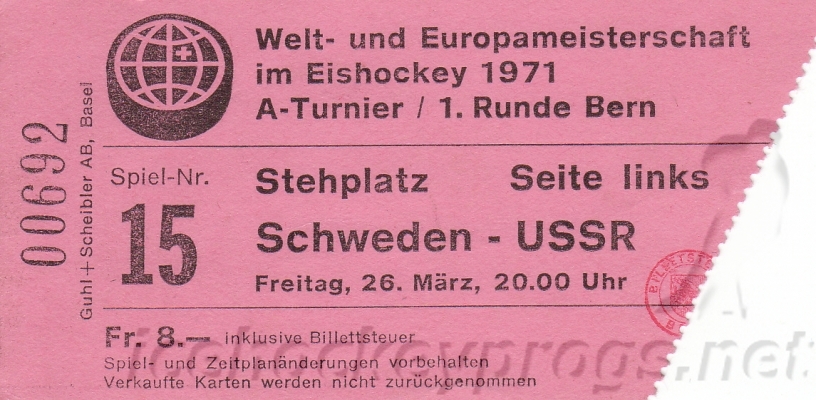 Welt- und Europameisterschaft
im Eishockey 1971
A-Turnier / 1. Runde Bern
00692
Guhl + Scheibler AB, Basel
Spiel-Nr.
15
Stehplatz Seite links
Schweden - USSR
Freitag, 26. März, 20.00 Uhr
Fr. 8.— inklusive Billettsteuer
Spiel- und Zeitplanänderungen vorbehalten
Verkaufte Karten werden nicht zurückgenommen
icehockeyprogs.net